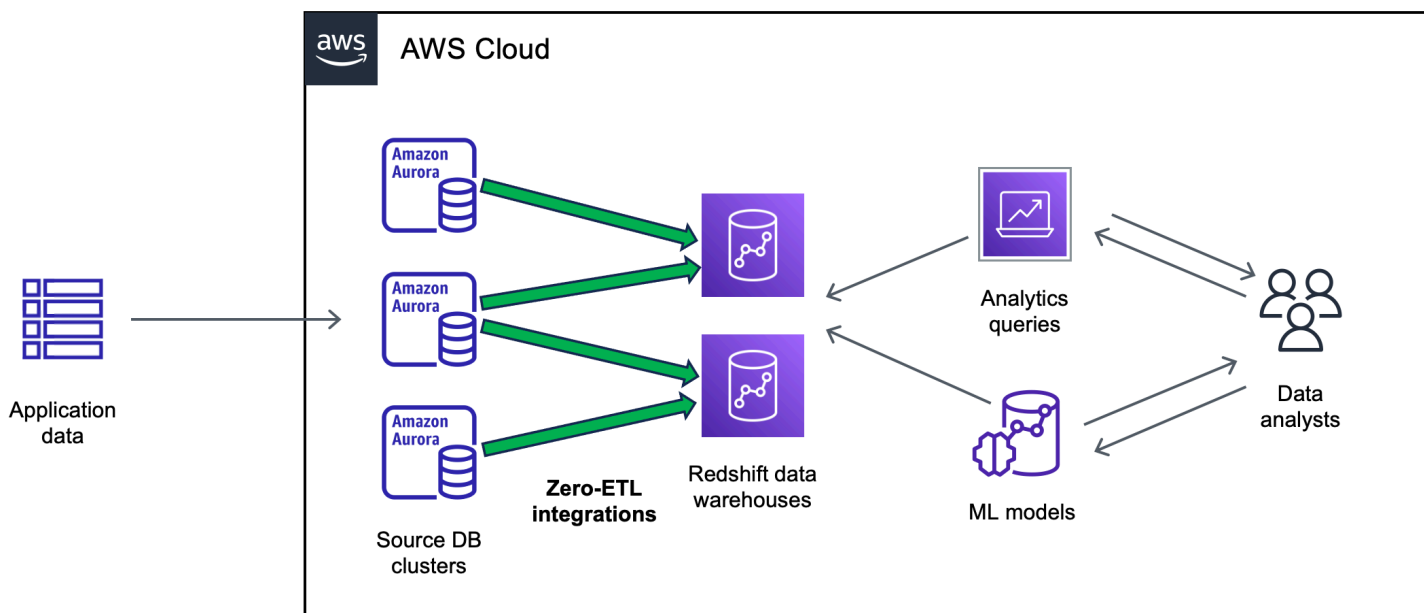 aws
AWS Cloud
Amazon
Aurora
Amazon
Aurora
Amazon
Aurora
Application
data
Source DB
clusters
Zero-ETL
integrations
Redshift data
warehouses
Analytics
queries
ML models
Data
analysts